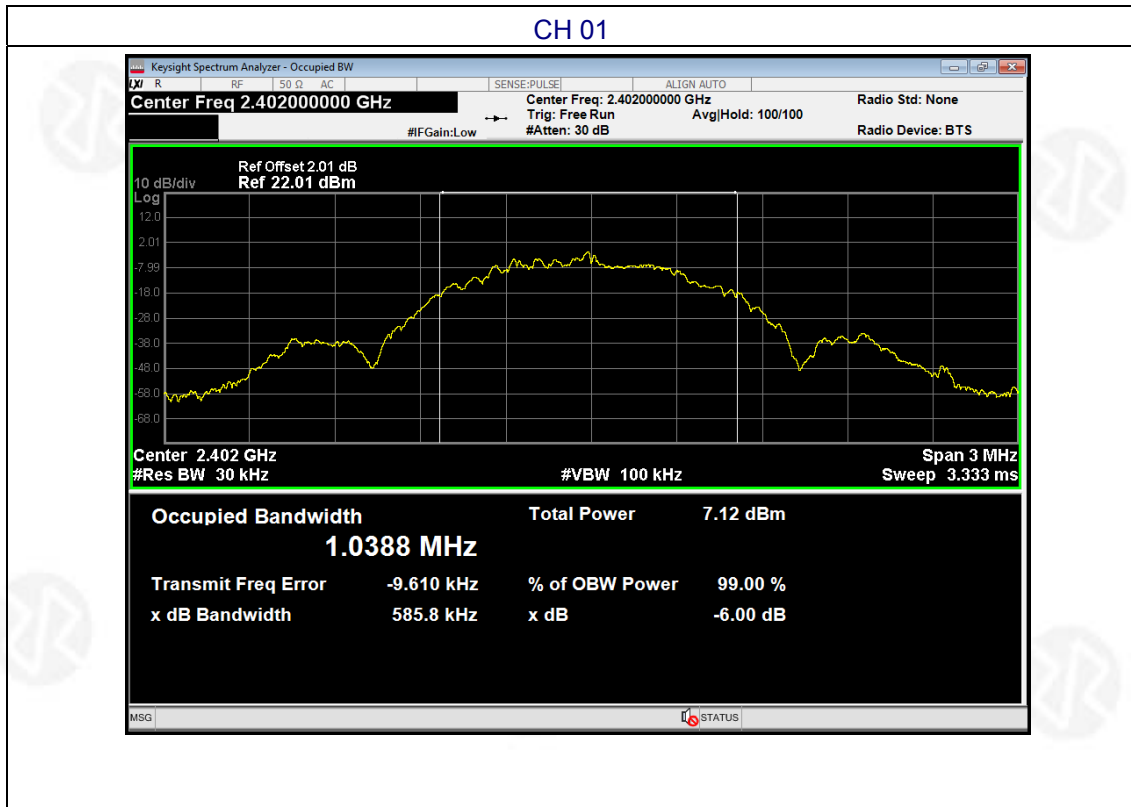 CH 01
Keysight Spectrum Analyzer - Occupied BW
LXI R RF 50 Ω AC SENSE:PULSE ALIGN AUTO
Center Freq 2.402000000 GHz
Center Freq: 2.402000000 GHz
Radio Std: None
Trig: Free Run Avg|Hold: 100/100
#IFGain:Low #Atten: 30 dB Radio Device: BTS
Ref Offset 2.01 dB
10 dB/div Ref 22.01 dBm
Log
12.0
2.01
-7.99
-18.0
-28.0
-38.0
-48.0
-58.0
-68.0
Center 2.402 GHz Span 3 MHz
#Res BW 30 kHz #VBW 100 kHz Sweep 3.333 ms
Occupied Bandwidth Total Power 7.12 dBm
1.0388 MHz
Transmit Freq Error -9.610 kHz % of OBW Power 99.00 %
x dB Bandwidth 585.8 kHz x dB -6.00 dB
MSG STATUS